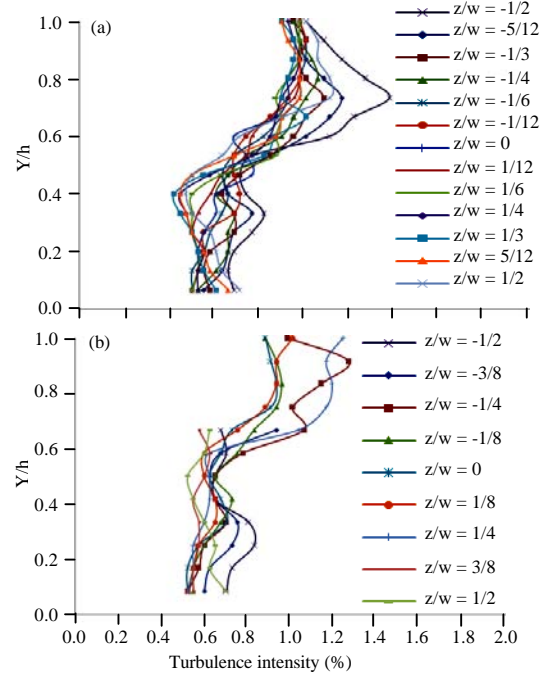 (a)
z/w = -1/2
z/w = -5/12
z/w = -1/3
z/w = -1/4
z/w = -1/6
z/w = -1/12
z/w = 0
z/w = 1/12
z/w = 1/6
z/w = 1/4
z/w = 1/3
z/w = 5/12
z/w = 1/2
Y/h
1.0
0.8
0.6
0.4
0.2
0.0
(b)
z/w = -1/2
z/w = -3/8
z/w = -1/4
z/w = -1/8
z/w = 0
z/w = 1/8
z/w = 1/4
z/w = 3/8
z/w = 1/2
Y/h
1.0
0.8
0.6
0.4
0.2
0.0
0.0 0.2 0.4 0.6 0.8 1.0 1.2 1.4 1.6 1.8 2.0
Turbulence intensity (%)